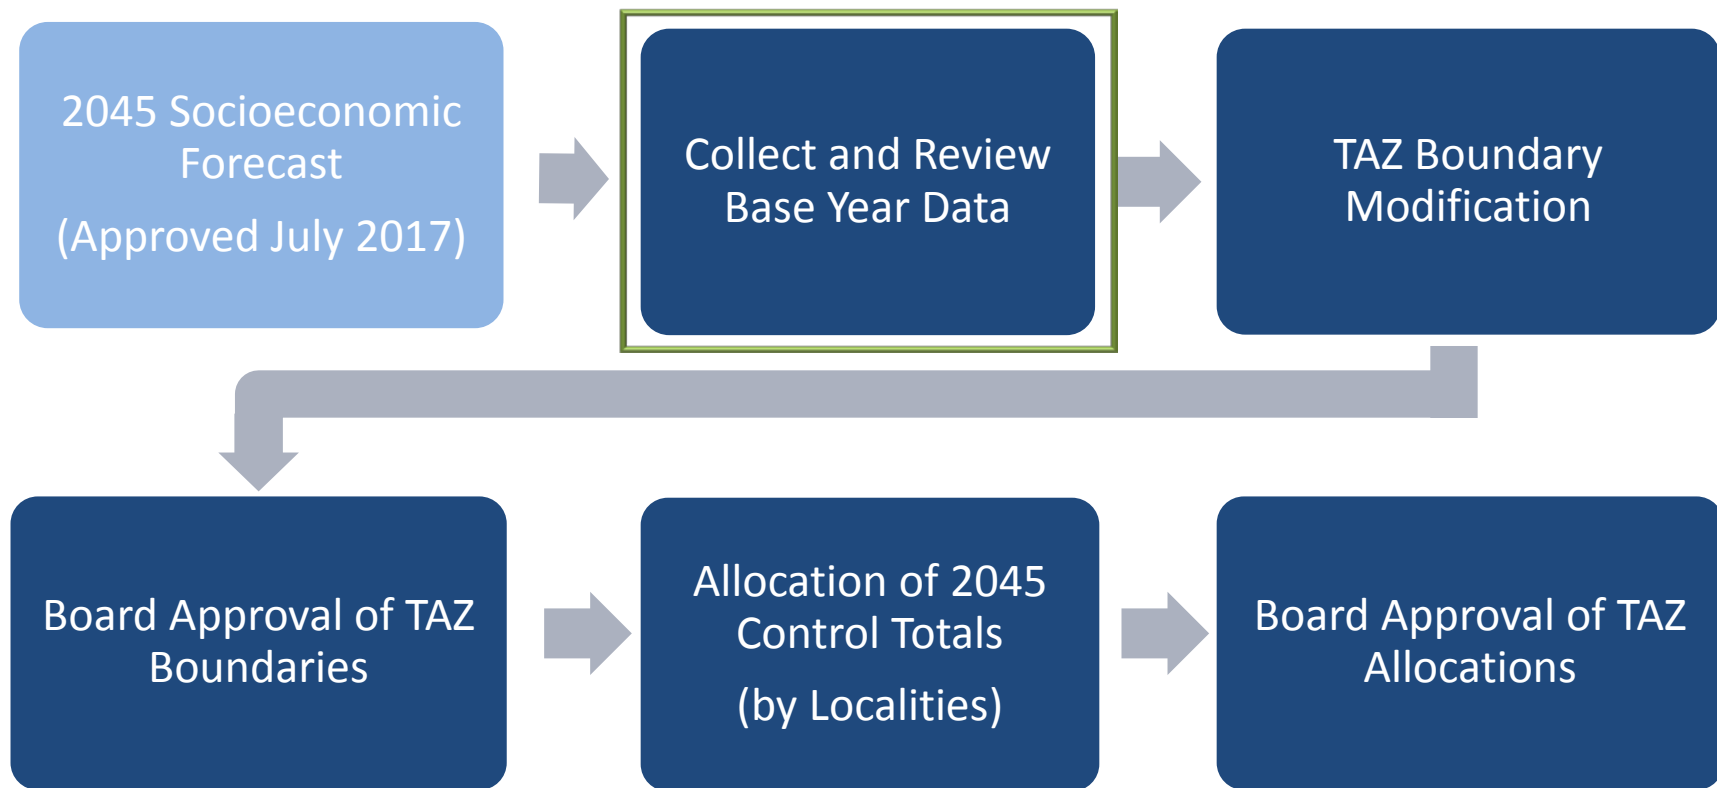 2045 Socioeconomic
Forecast
(Approved July 2017)
Collect and Review
Base Year Data
TAZ Boundary
Modification
Board Approval of TAZ
Boundaries
Allocation of 2045
Control Totals
(by Localities)
Board Approval of TAZ
Allocations